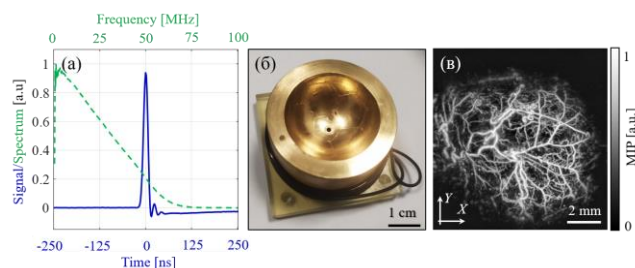 Frequency [MHz]
0 25 50 75 100
(а)
1
0.8
0.6
0.4
0.2
0
Signal/Spectrum [a.u]
-250 -125 0 125 250
Time [ns]
(б)
1 cm
(в)
Y
X
2 mm
1
MIP [a.u.]
0